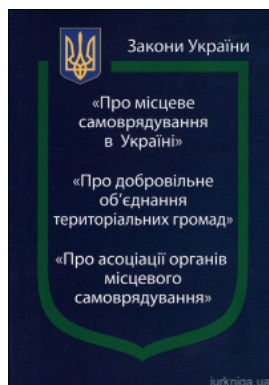 Закони України
«Про місцеве
самоврядування
в Україні»
«Про добровільне
об’єднання
територіальних громад»
«Про асоціації органів
місцевого
самоврядування»
jurkniga.ua